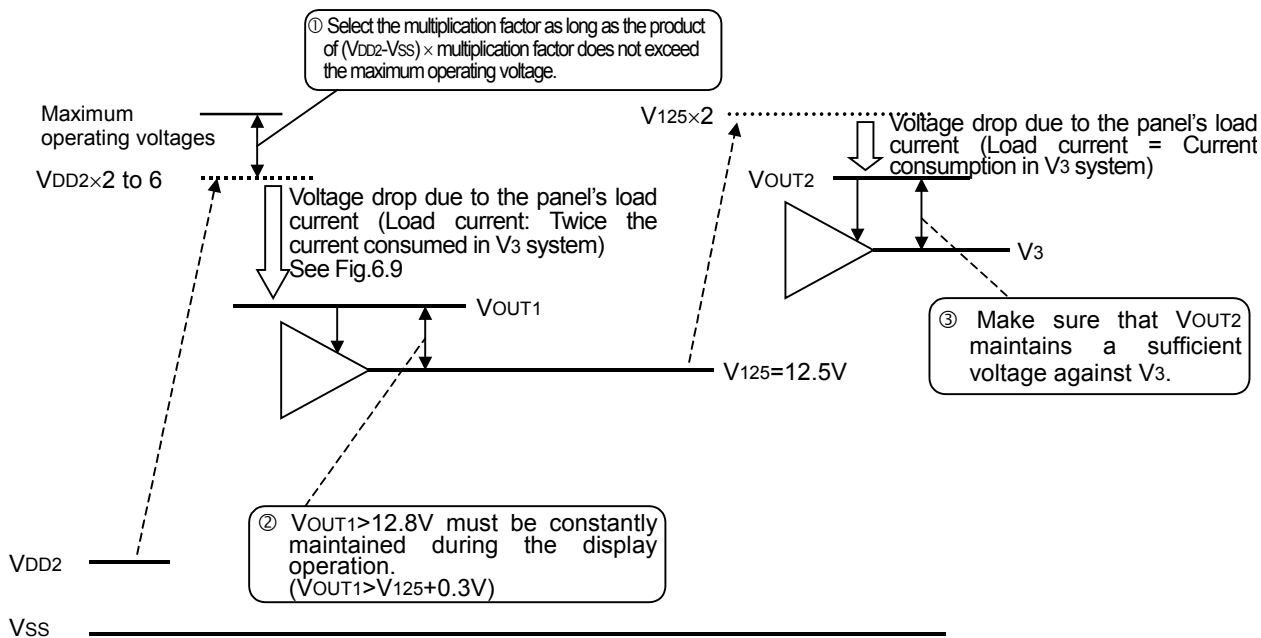 ① Select the multiplication factor as long as the product
of (VDD2-VSS) × multiplication factor does not exceed
the maximum operating voltage.
Maximum
operating voltages
VDD2×2 to 6
Voltage drop due to the panel's load
current (Load current: Twice the
current consumed in V3 system)
See Fig.6.9
VOUT1
V125=12.5V
V125×2
Voltage drop due to the panel's load
current (Load current = Current
consumption in V3 system)
VOUT2
V3
③ Make sure that VOUT2
maintains a sufficient
voltage against V3.
② VOUT1>12.8V must be constantly
maintained during the display
operation.
(VOUT1>V125+0.3V)
VDD2
VSS